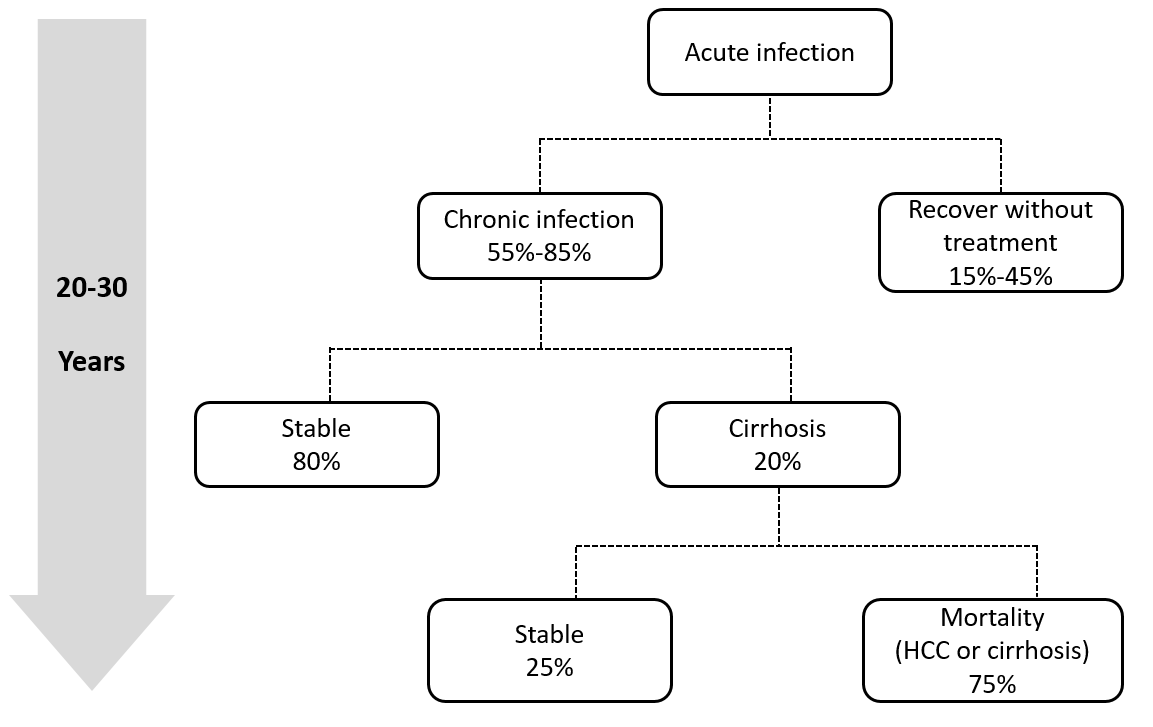 Acute infection
Chronic infection
55%-85%
Recover without
treatment
15%-45%
20-30
Years
Stable
80%
Cirrhosis
20%
Stable
25%
Mortality
(HCC or cirrhosis)
75%